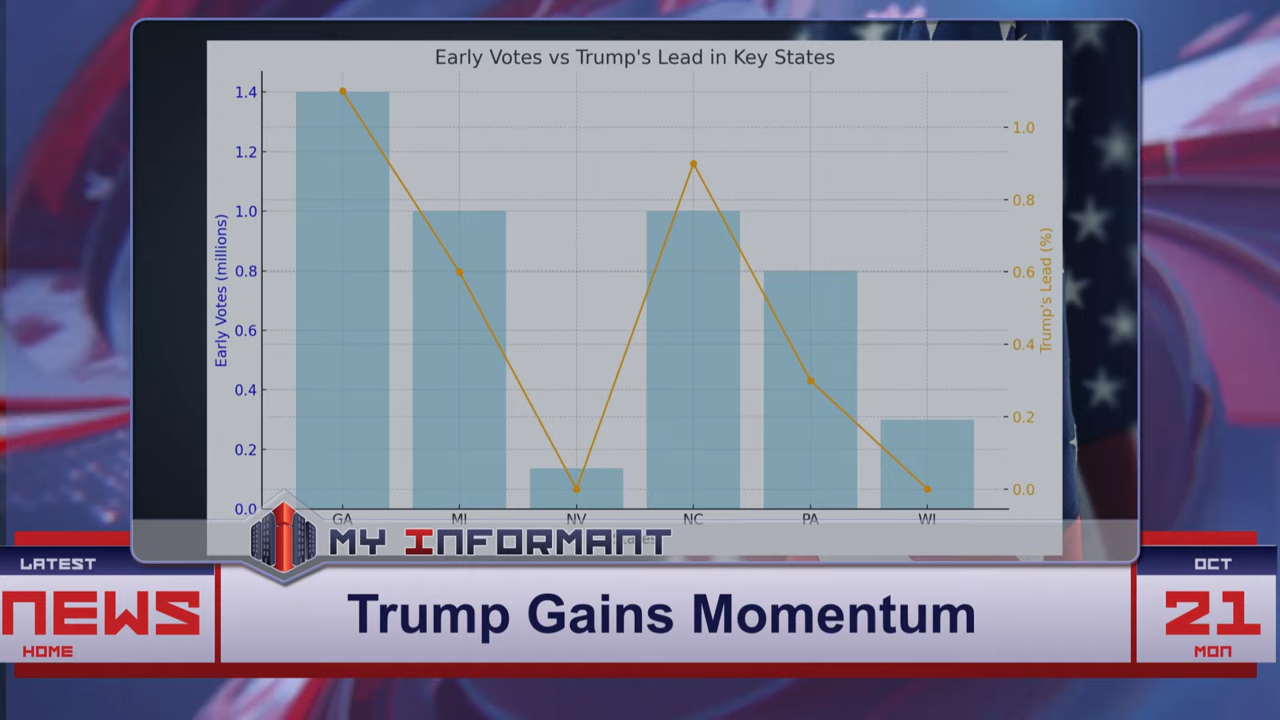 Early Votes vs Trump's Lead in Key States
Early Votes (millions)
1.4
1.2
1.0
0.8
0.6
0.4
0.2
0.0
1.0
0.8
0.6
0.4
0.2
0.0
Trump's Lead (%)
GA MI NV NC PA WI
MY INFORMANT
LATEST
NEWS
HOME
Trump Gains Momentum
OCT
21
MON